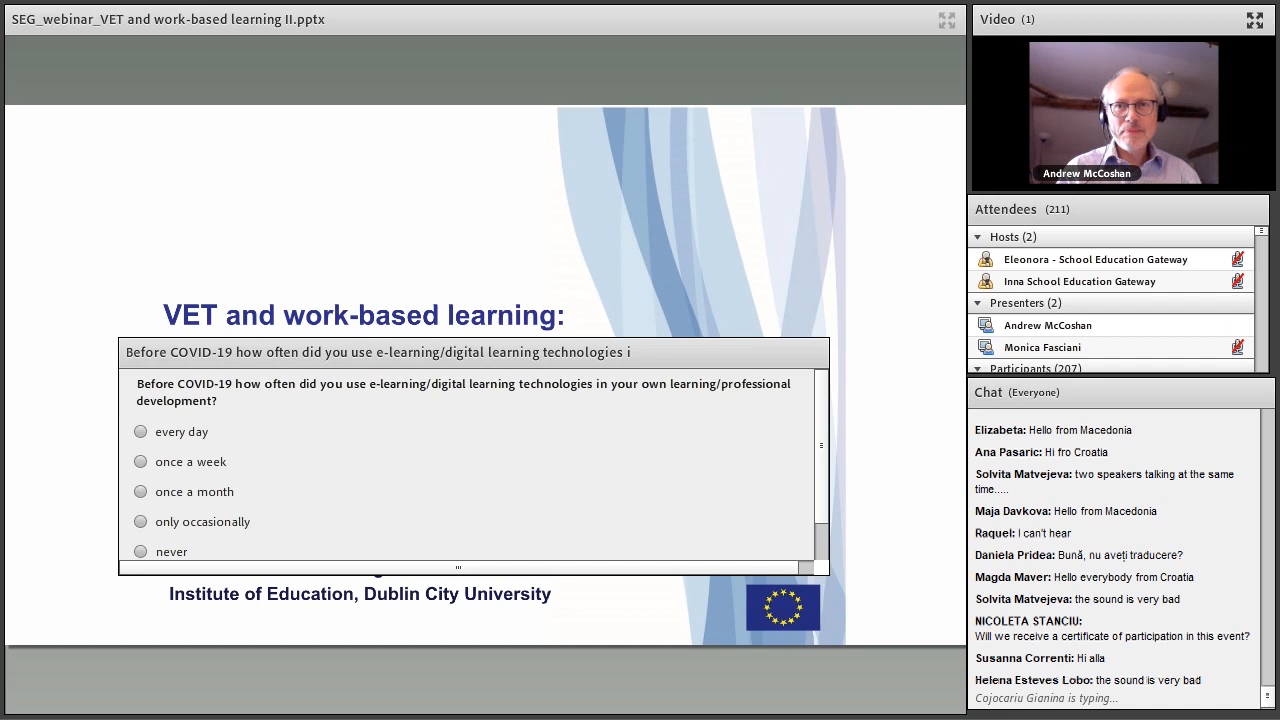 SEG_webinar_VET and work-based learning II.pptx
VET and work-based learning:
Before COVID-19 how often did you use e-learning/digital learning technologies i
Before COVID-19 how often did you use e-learning/digital learning technologies in your own learning/professional
development?
every day
once a week
once a month
only occasionally
never
Institute of Education, Dublin City University
Video (1)
Andrew McCoshan
Attendees (211)
Hosts (2)
Eleonora - School Education Gateway
Inna School Education Gateway
Presenters (2)
Andrew McCoshan
Monica Fasciani
Participants (207)
Chat (Everyone)
Elizabeta: Hello from Macedonia
Ana Pasaric: Hi fro Croatia
Solvita Matvejeva: two speakers talking at the same
time.....
Maja Davkova: Hello from Macedonia
Raquel: I can't hear
Daniela Pridea: Bună, nu aveți traducere?
Magda Maver: Hello everybody from Croatia
Solvita Matvejeva: the sound is very bad
NICOLETA STANCIU:
Will we receive a certificate of participation in this event?
Susanna Correnti: Hi alla
Helena Esteves Lobo: the sound is very bad
Cojocariu Gianina is typing...